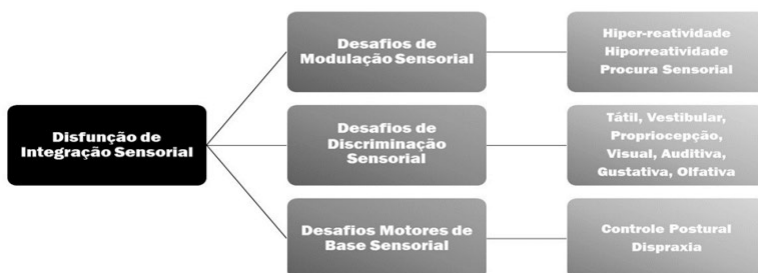 Disfunção de
Integração Sensorial
Desafios de
Modulação Sensorial
Hiper-reatividade
Hiporreatividade
Procura Sensorial
Desafios de
Discriminação
Sensorial
Tátil, Vestibular,
Propriocepção,
Visual, Auditiva,
Gustativa, Olfativa
Desafios Motores de
Base Sensorial
Controle Postural
Dispraxia